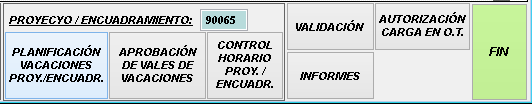 PROYECYO / ENCUADRAMIENTO: 90065
PLANIFICACIÓN
VACACIONES
PROY./ENCUADR.
APROBACIÓN
DE VALES DE
VACACIONES
CONTROL
HORARIO
PROY. /
ENCUADR.
VALIDACIÓN
INFORMES
AUTORIZACIÓN
CARGA EN O.T.
FIN